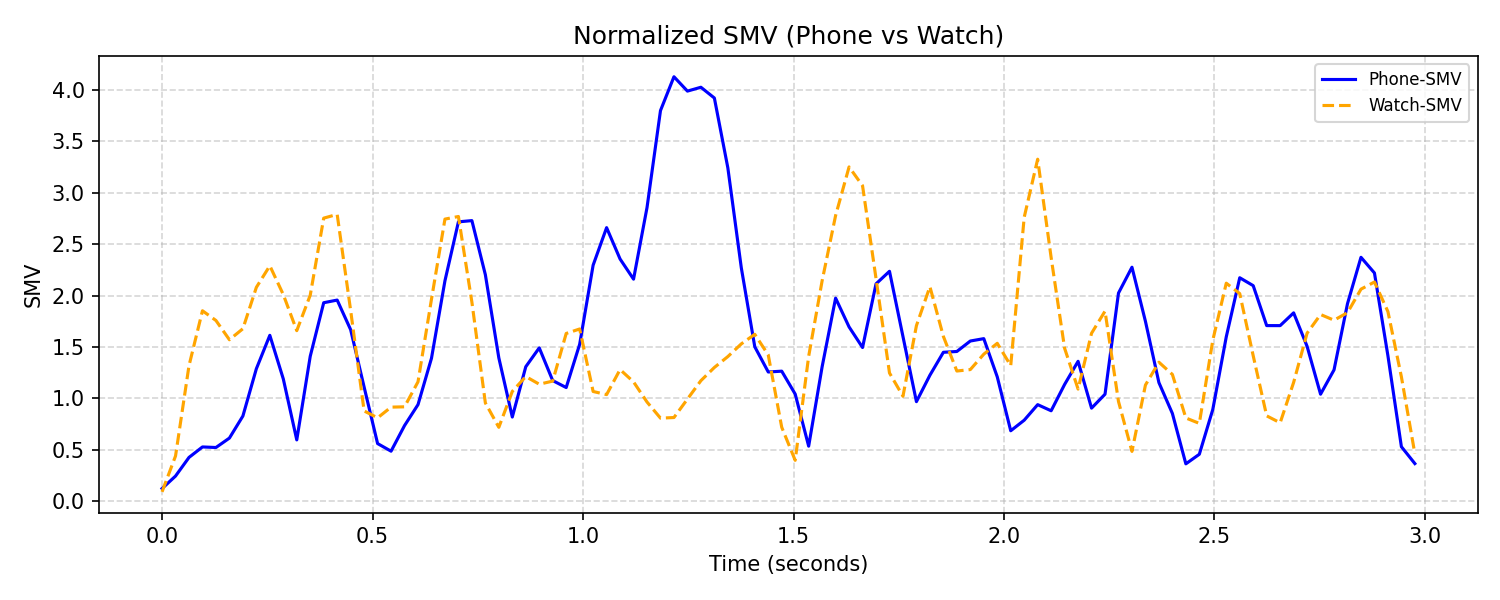 Normalized SMV (Phone vs Watch)
Phone-SMV
Watch-SMV
SMV
4.0
3.5
3.0
2.5
2.0
1.5
1.0
0.5
0.0
0.0 0.5 1.0 1.5 2.0 2.5 3.0
Time (seconds)